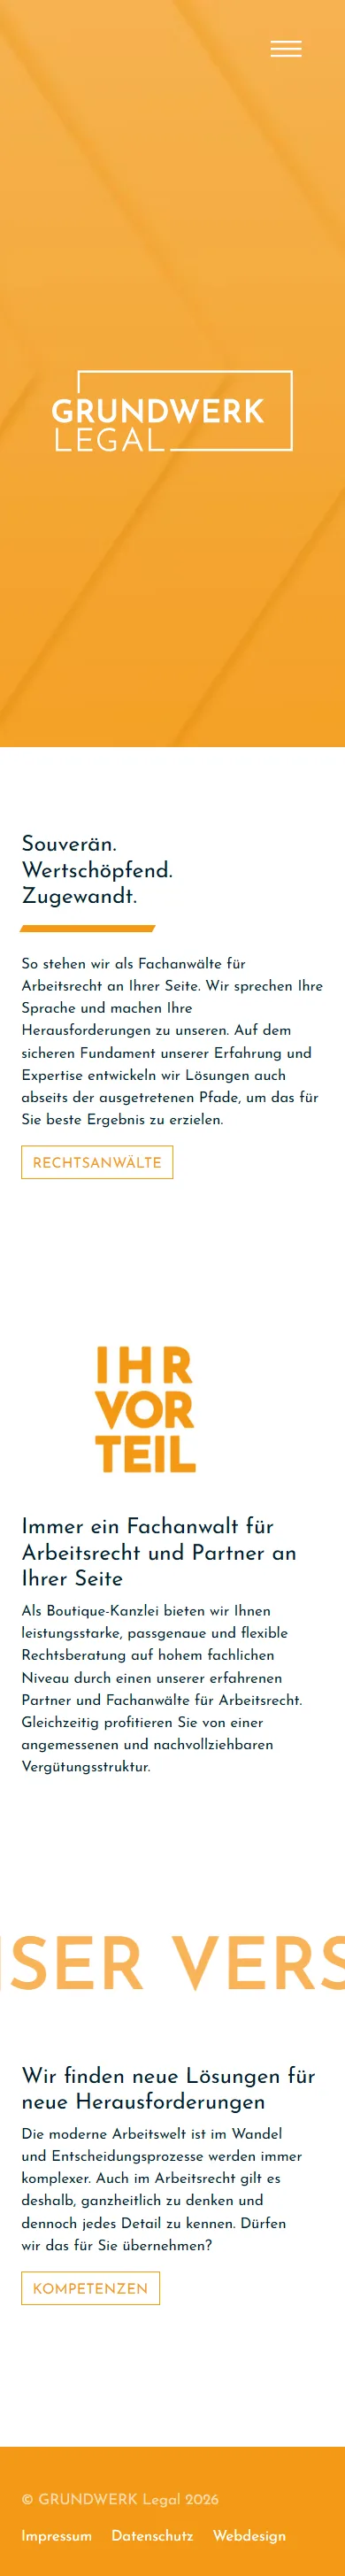 GRUNDWERK
LEGAL
Souverän.
Wertschöpfend.
Zugewandt.
So stehen wir als Fachanwälte für
Arbeitsrecht an Ihrer Seite. Wir sprechen Ihre
Sprache und machen Ihre
Herausforderungen zu unseren. Auf dem
sicheren Fundament unserer Erfahrung und
Expertise entwickeln wir Lösungen auch
abseits der ausgetretenen Pfade, um das für
Sie beste Ergebnis zu erzielen.
RECHTSANWÄLTE
IHR
VOR
TEIL
Immer ein Fachanwalt für
Arbeitsrecht und Partner an
Ihrer Seite
Als Boutique-Kanzlei bieten wir Ihnen
leistungsstarke, passgenaue und flexible
Rechtsberatung auf hohem fachlichen
Niveau durch einen unserer erfahrenen
Partner und Fachanwälte für Arbeitsrecht.
Gleichzeitig profitieren Sie von einer
angemessenen und nachvollziehbaren
Vergütungsstruktur.
SER VERS
Wir finden neue Lösungen für
neue Herausforderungen
Die moderne Arbeitswelt ist im Wandel
und Entscheidungsprozesse werden immer
komplexer. Auch im Arbeitsrecht gilt es
deshalb, ganzheitlich zu denken und
dennoch jedes Detail zu kennen. Dürfen
wir das für Sie übernehmen?
KOMPETENZEN
© GRUNDWERK Legal 2026
Impressum Datenschutz Webdesign